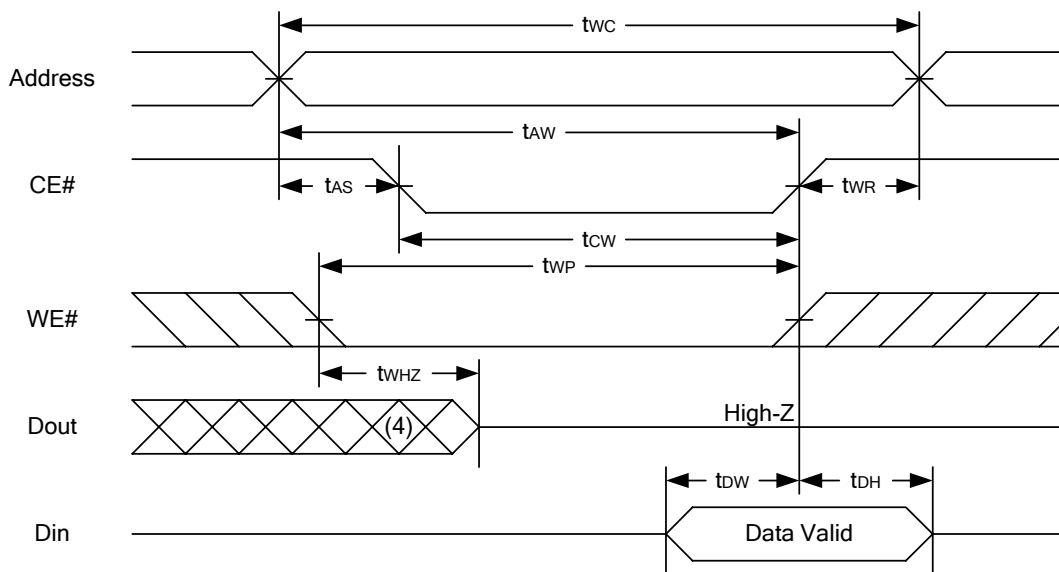 tWC
Address
tAW
CE#
tAS
tWR
tCW
tWP
WE#
tWHZ
Dout
(4)
High-Z
tDW
tDH
Din
Data Valid